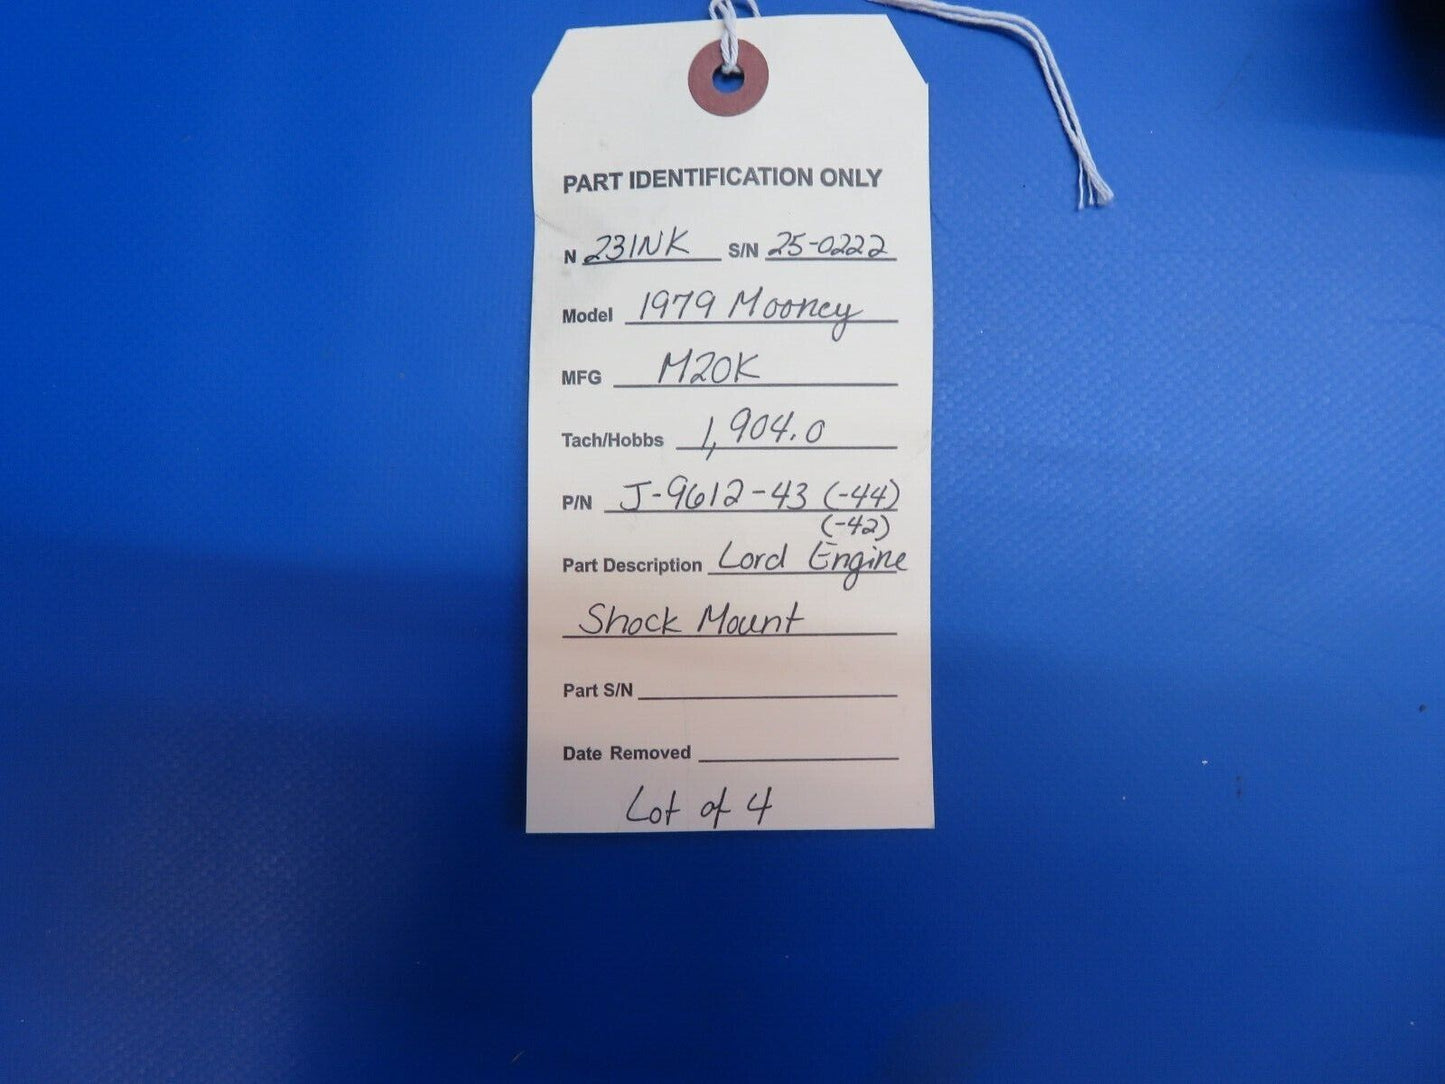 PART IDENTIFICATION ONLY
N 231NK S/N 25-0222
Model 1979 Mooney
MFG M20K
Tach/Hobbs 1,904.0
P/N J-9612-43 (-44)
(-42)
Part Description Lord Engine
Shock Mount
Part S/N
Date Removed
Lot of 4